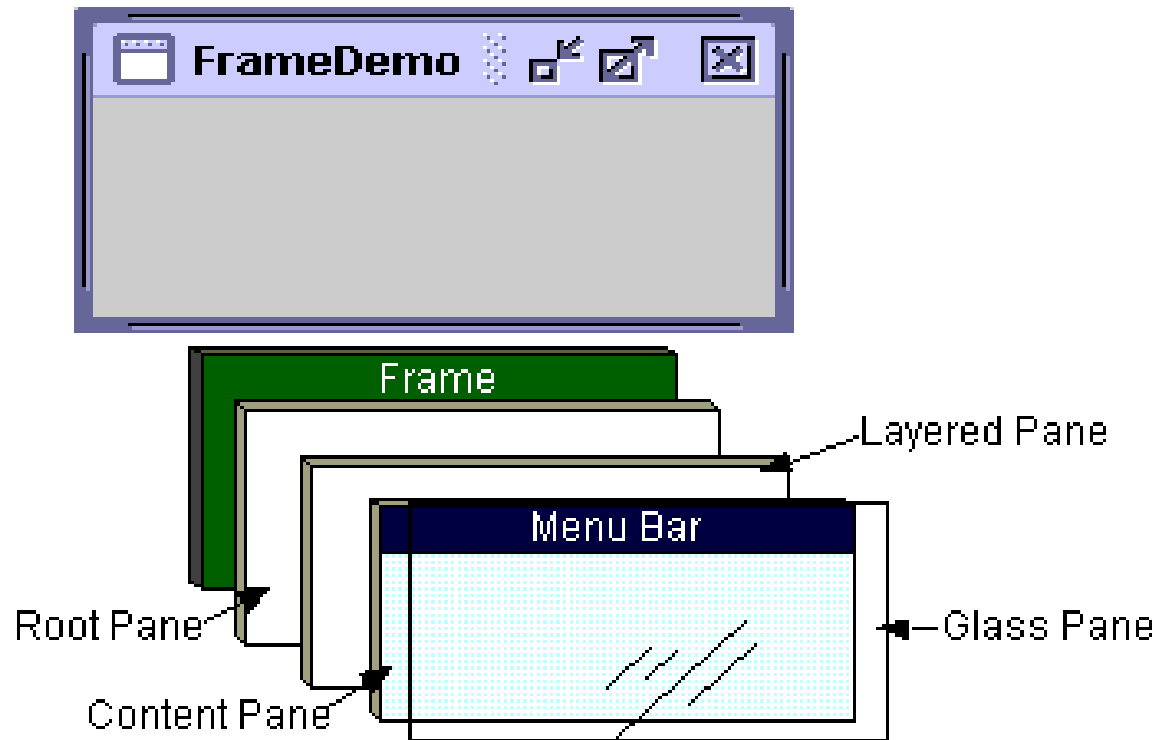 FrameDemo
Frame
Layered Pane
Menu Bar
Root Pane
Glass Pane
Content Pane